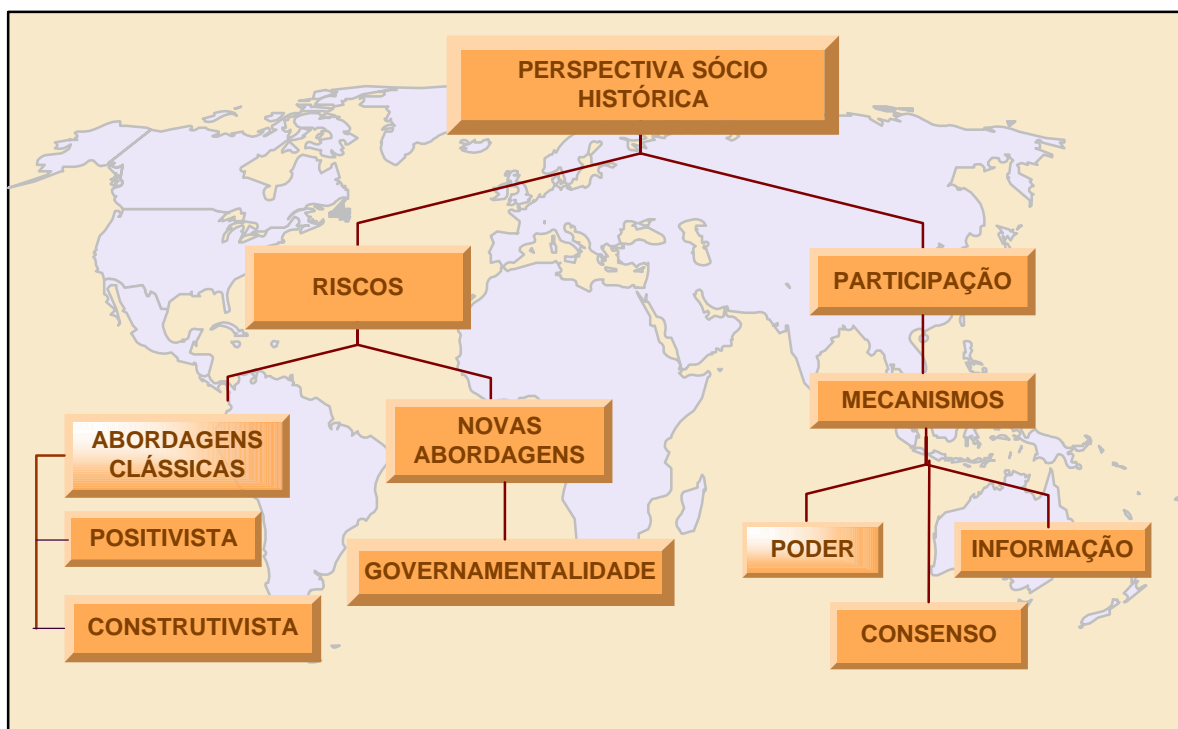 PERSPECTIVA SÓCIO
HISTÓRICA
RISCOS
PARTICIPAÇÃO
ABORDAGENS
CLÁSSICAS
NOVAS
ABORDAGENS
MECANISMOS
POSITIVISTA
GOVERNAMENTALIDADE
CONSTRUTIVISTA
PODER
INFORMAÇÃO
CONSENSO